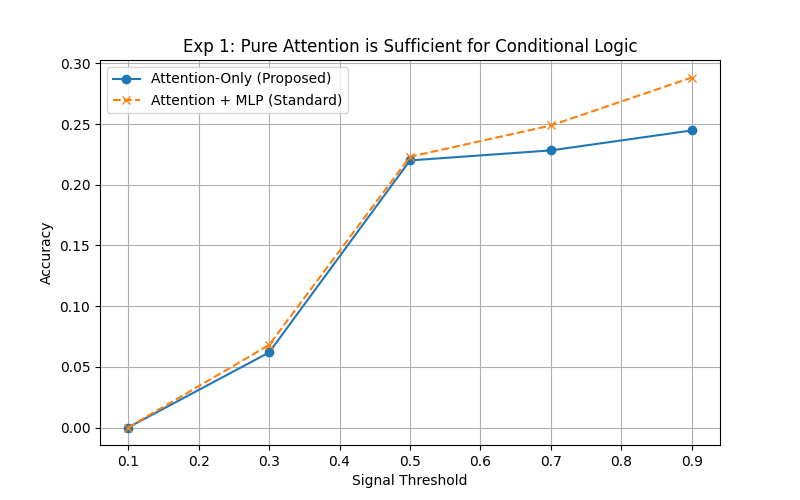 Exp 1: Pure Attention is Sufficient for Conditional Logic
Attention-Only (Proposed)
Attention + MLP (Standard)
0.30
0.25
0.20
0.15
0.10
0.05
0.00
Accuracy
0.1 0.2 0.3 0.4 0.5 0.6 0.7 0.8 0.9
Signal Threshold